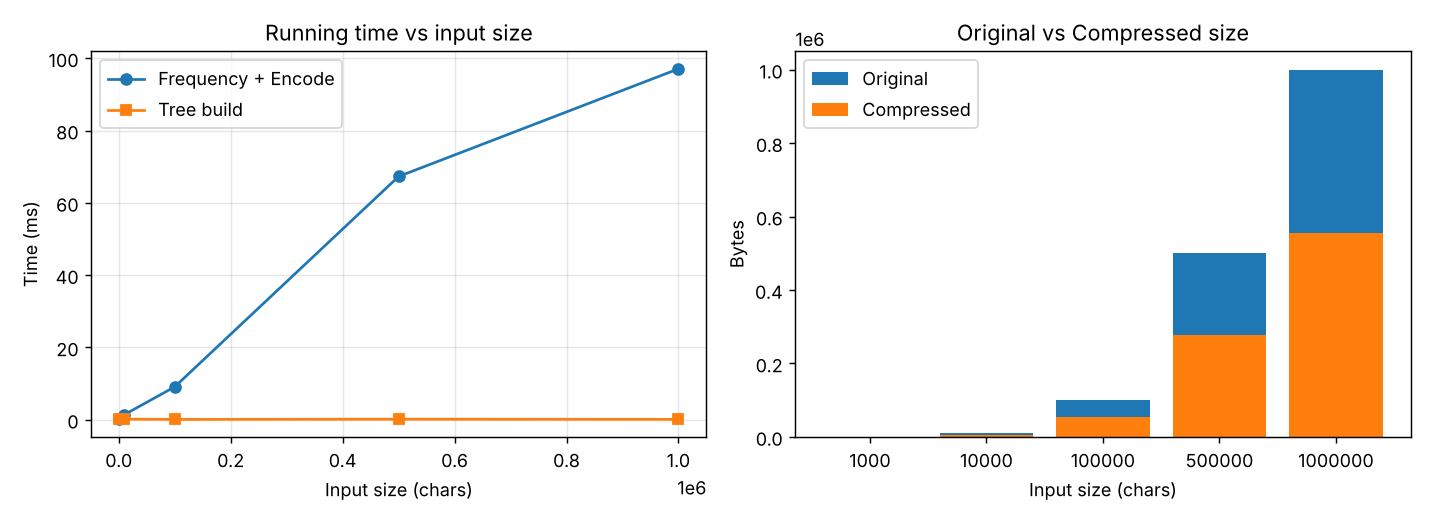 Running time vs input size
Frequency + Encode
Tree build
100
80
60
40
20
0
Time (ms)
0.0 0.2 0.4 0.6 0.8 1.0
1e6
Input size (chars)
Original vs Compressed size
1e6
Original
Compressed
1.0
0.8
0.6
0.4
0.2
0.0
Bytes
1000 10000 100000 500000 1000000
Input size (chars)